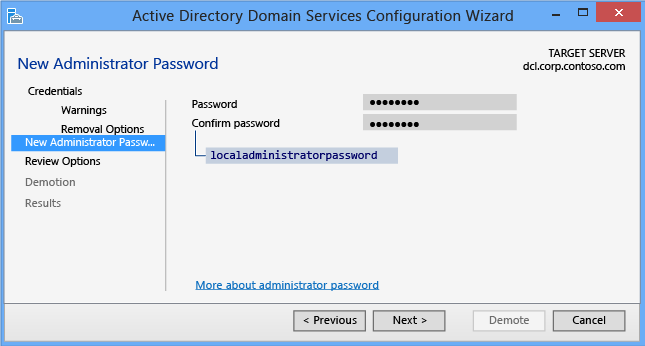 Active Directory Domain Services Configuration Wizard
TARGET SERVER
dcl.corp.contoso.com
New Administrator Password
Credentials
Warnings
Removal Options
New Administrator Passw...
Review Options
Demotion
Results
Password ●●●●●●●●
Confirm password ●●●●●●●●
localadministratorpassword
More about administrator password
< Previous
Next >
Demote
Cancel